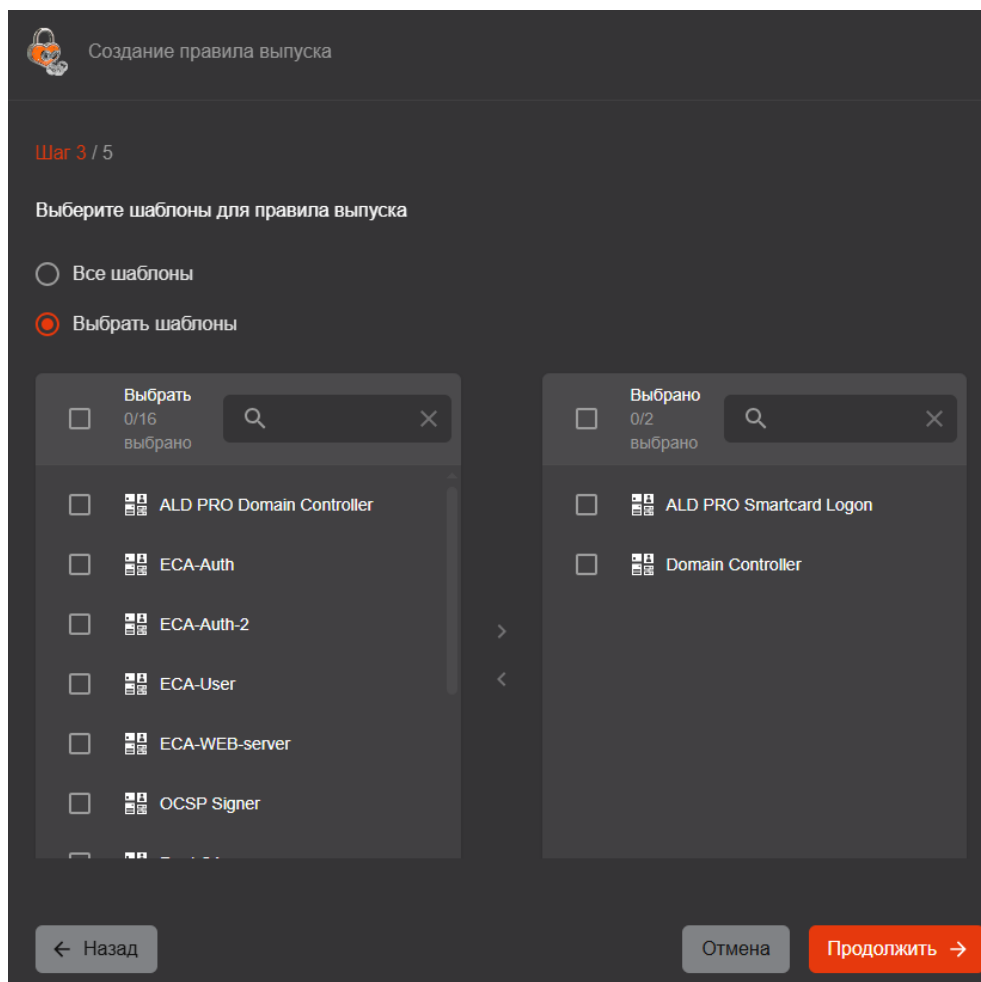 Создание правила выпуска
Шаг 3 / 5
Выберите шаблоны для правила выпуска
Все шаблоны
Выбрать шаблоны
Выбрать
0/16
выбрано
ALD PRO Domain Controller
ECA-Auth
ECA-Auth-2
ECA-User
ECA-WEB-server
OCSP Signer
Выбрано
0/2
выбрано
ALD PRO Smartcard Logon
Domain Controller
Назад
Отмена
Продолжить